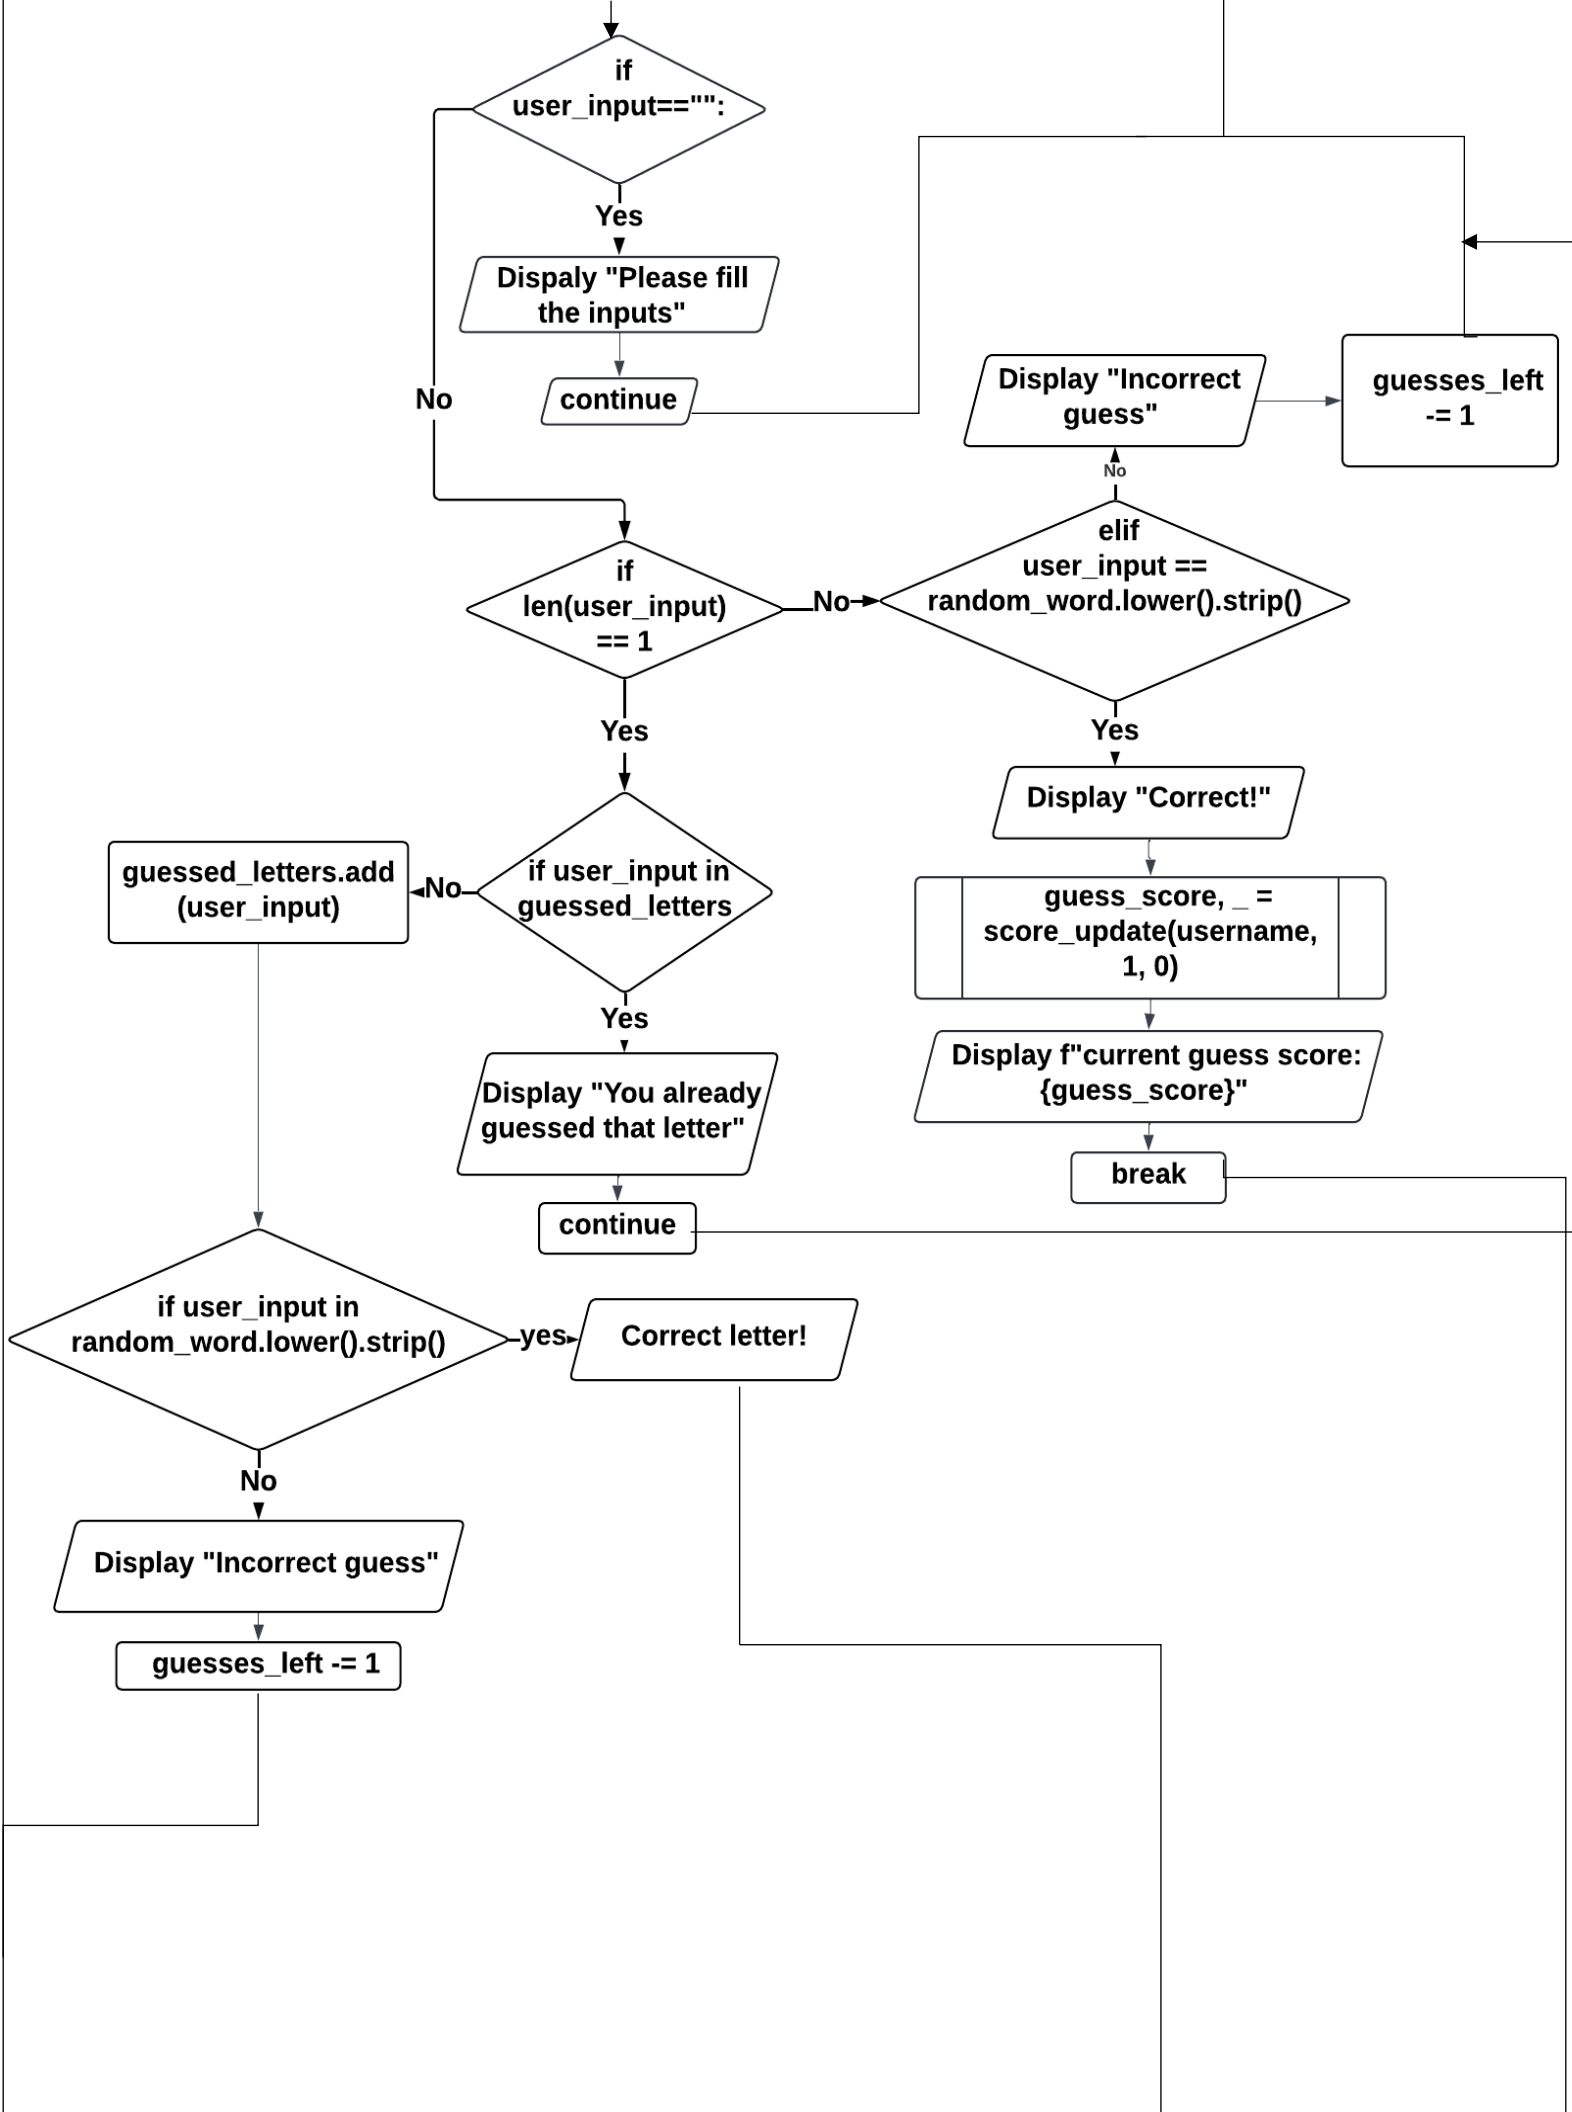 if
user_input=="":
Yes
Dispaly "Please fill
the inputs"
continue
No
Display "Incorrect
guess"
guesses_left
-= 1
No
elif
user_input ==
random_word.lower().strip()
if
len(user_input)
== 1
No
Yes
Yes
Display "Correct!"
guess_score, _ =
score_update(username,
1, 0)
Display f"current guess score:
{guess_score}"
break
if user_input in
guessed_letters
No
guessed_letters.add
(user_input)
Yes
Display "You already
guessed that letter"
continue
if user_input in
random_word.lower().strip()
yes
Correct letter!
No
Display "Incorrect guess"
guesses_left -= 1